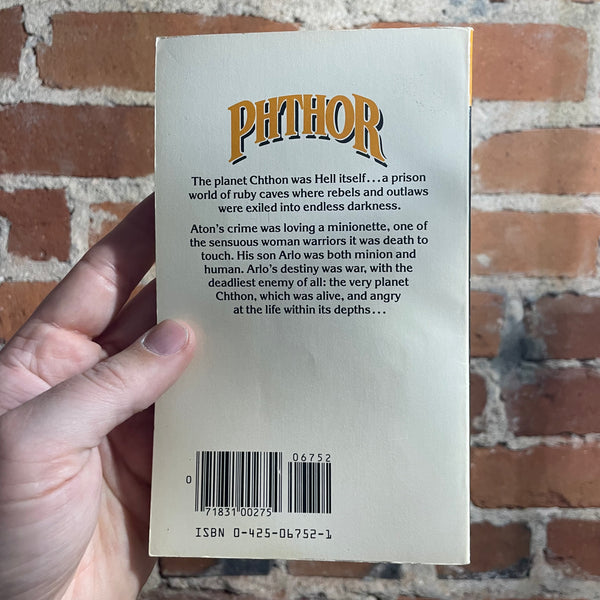 PHTHOR
The planet Chthon was Hell itself...a prison
world of ruby caves where rebels and outlaws
were exiled into endless darkness.
Aton's crime was loving a minionette, one of
the sensuous woman warriors it was death to
touch. His son Arlo was both minion and
human. Arlo's destiny was war, with the
deadliest enemy of all: the very planet
Chthon, which was alive, and angry
at the life within its depths...
06752
0
71831 00275
ISBN 0-425-06752-1